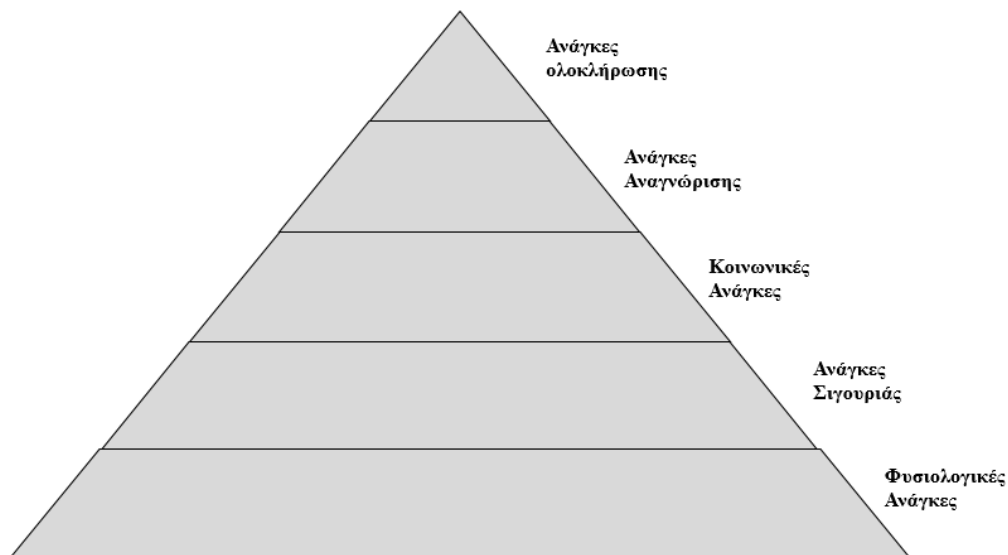 Ανάγκες
ολοκλήρωσης
Ανάγκες
Αναγνώρισης
Κοινωνικές
Ανάγκες
Ανάγκες
Σιγουριάς
Φυσιολογικές
Ανάγκες